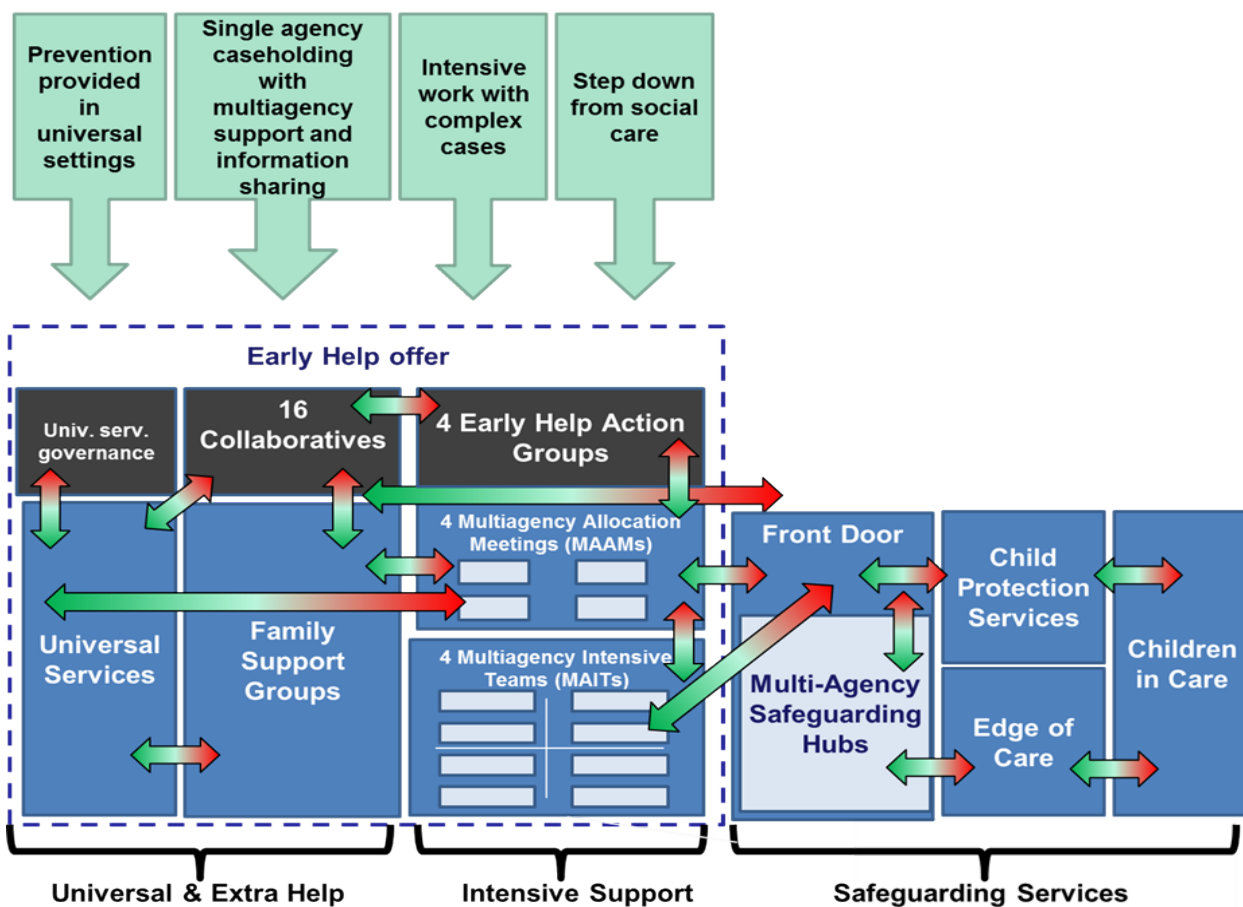 Prevention
provided
in
universal
settings
Single agency
caseholding
with
multiagency
support and
information
sharing
Intensive
work with
complex
cases
Step down
from social
care
Early Help offer
Univ. serv.
governance
16
Collaboratives
4 Early Help Action
Groups
Universal
Services
Family
Support
Groups
4 Multiagency Allocation
Meetings (MAAMs)
4 Multiagency Intensive
Teams (MAITs)
Front Door
Multi-Agency
Safeguarding
Hubs
Child
Protection
Services
Edge of
Care
Children
in Care
Universal & Extra Help
Intensive Support
Safeguarding Services